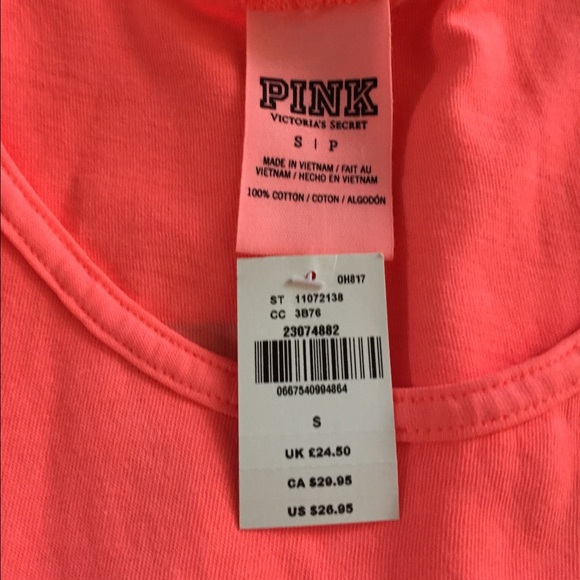 PINK
VICTORIA'S SECRET
S | P
MADE IN VIETNAM / FAIT AU
VIETNAM / HECHO EN VIETNAM
100% COTTON / COTON / ALGODÓN
OH817
ST 11072138
CC 3B76
23074882
0667540994864
S
UK £24.50
CA $29.95
US $26.95